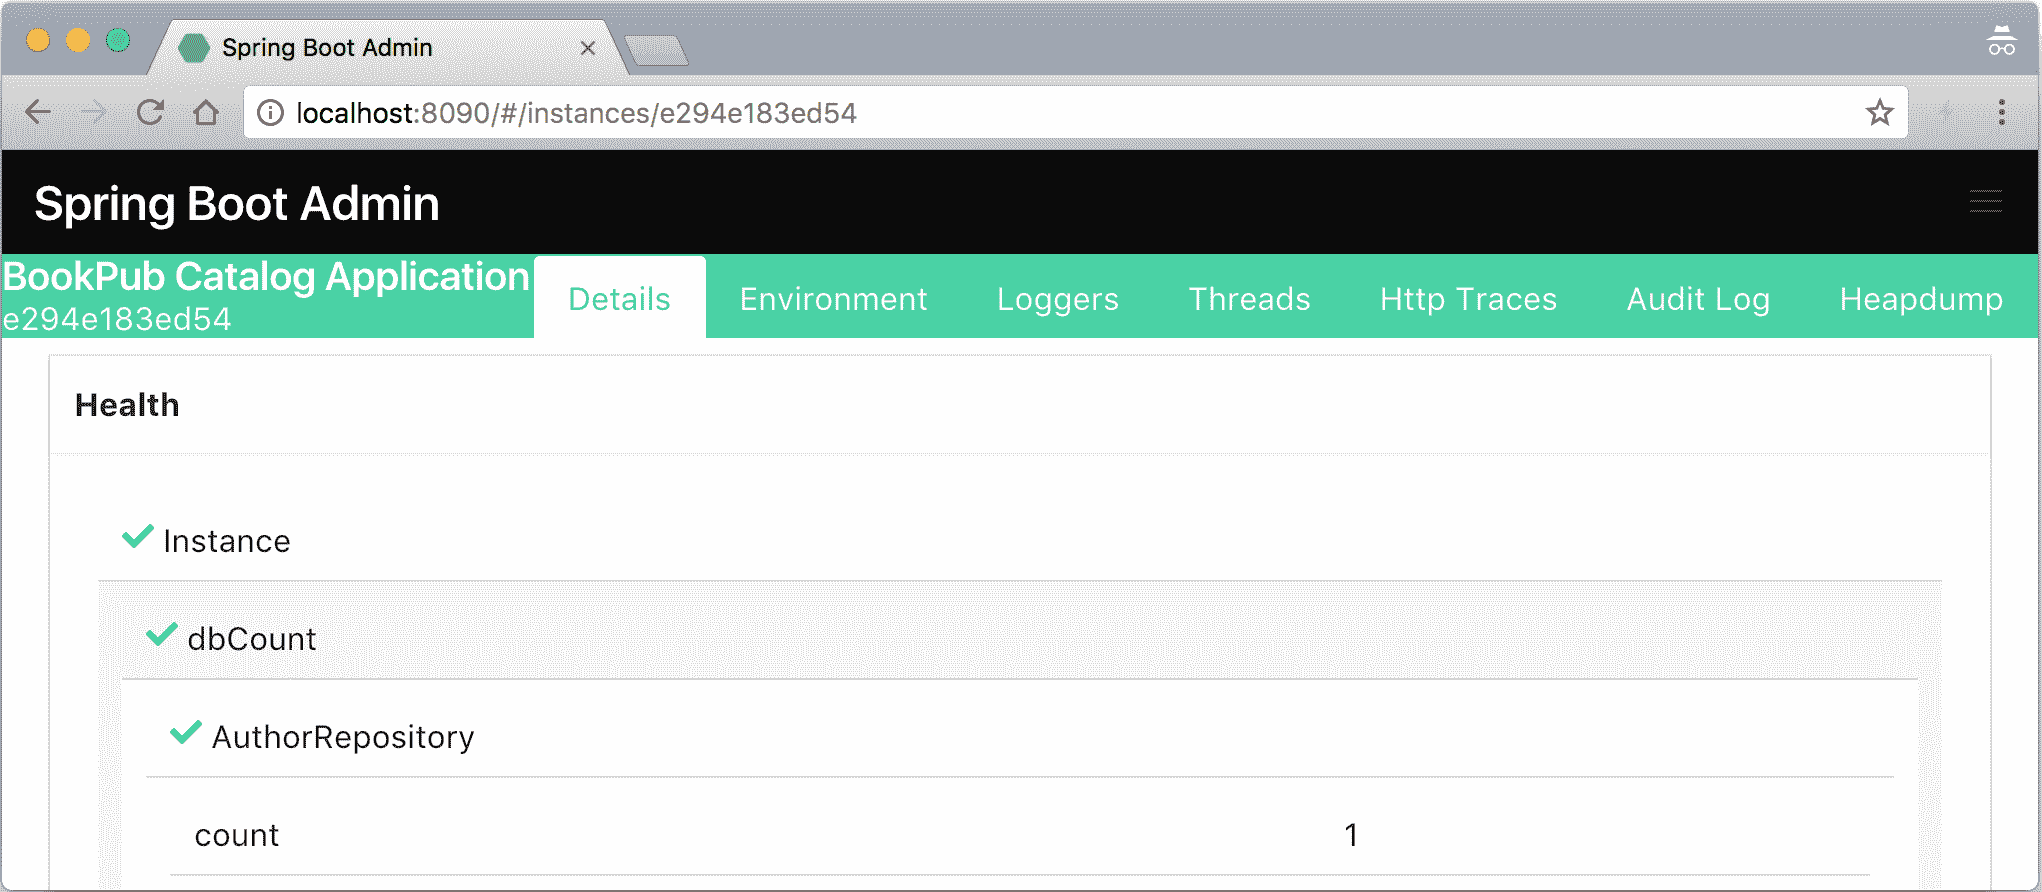 Spring Boot Admin
localhost:8090/#/instances/e294e183ed54
Spring Boot Admin
BookPub Catalog Application
e294e183ed54
Details Environment Loggers Threads Http Traces Audit Log Heapdump
Health
Instance
dbCount
AuthorRepository
count 1